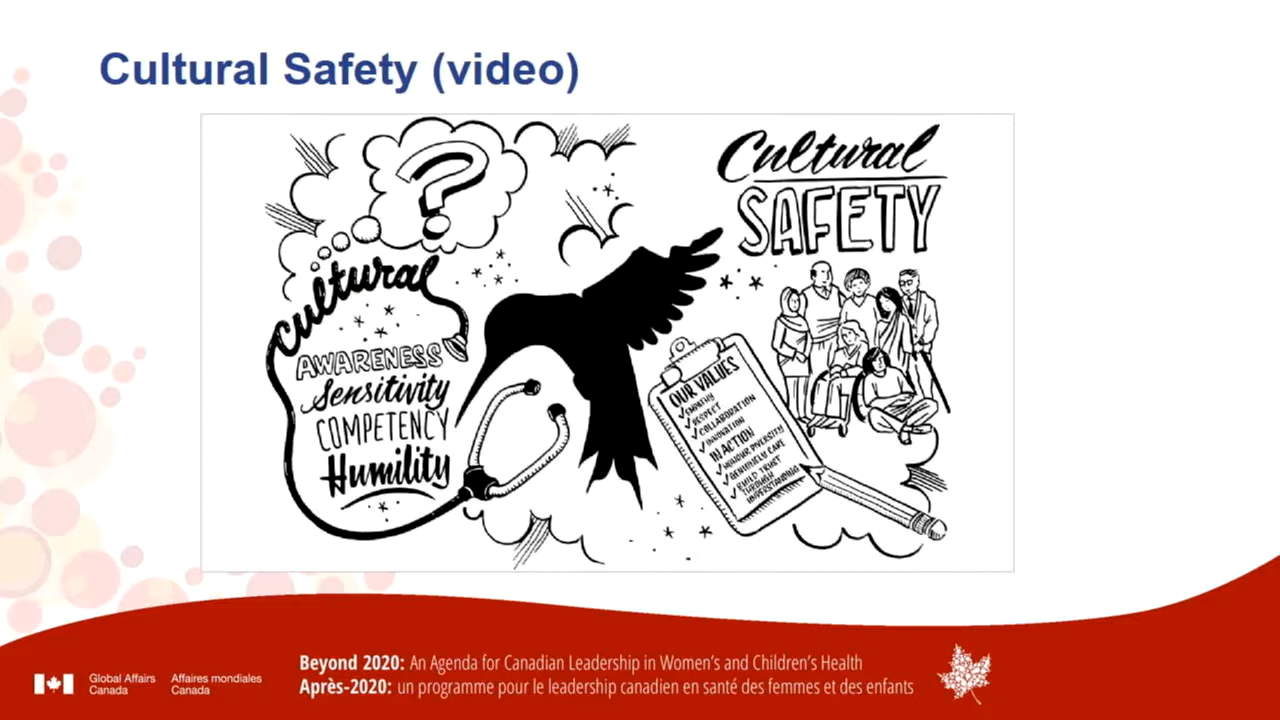 Cultural Safety (video)
?
Cultural
AWARENESS
Sensitivity
COMPETENCY
Humility
Cultural
SAFETY
OUR VALUES
EMPATHY
RESPECT
COLLABORATION
INNOVATION
IN ACTION
HONOUR DIVERSITY
GENUINELY CARE
BUILD TRUST
THROUGH
UNDERSTANDING
Global Affairs
Canada
Affaires mondiales
Canada
Beyond 2020: An Agenda for Canadian Leadership in Women's and Children's Health
Après-2020: un programme pour le leadership canadien en santé des femmes et des enfants